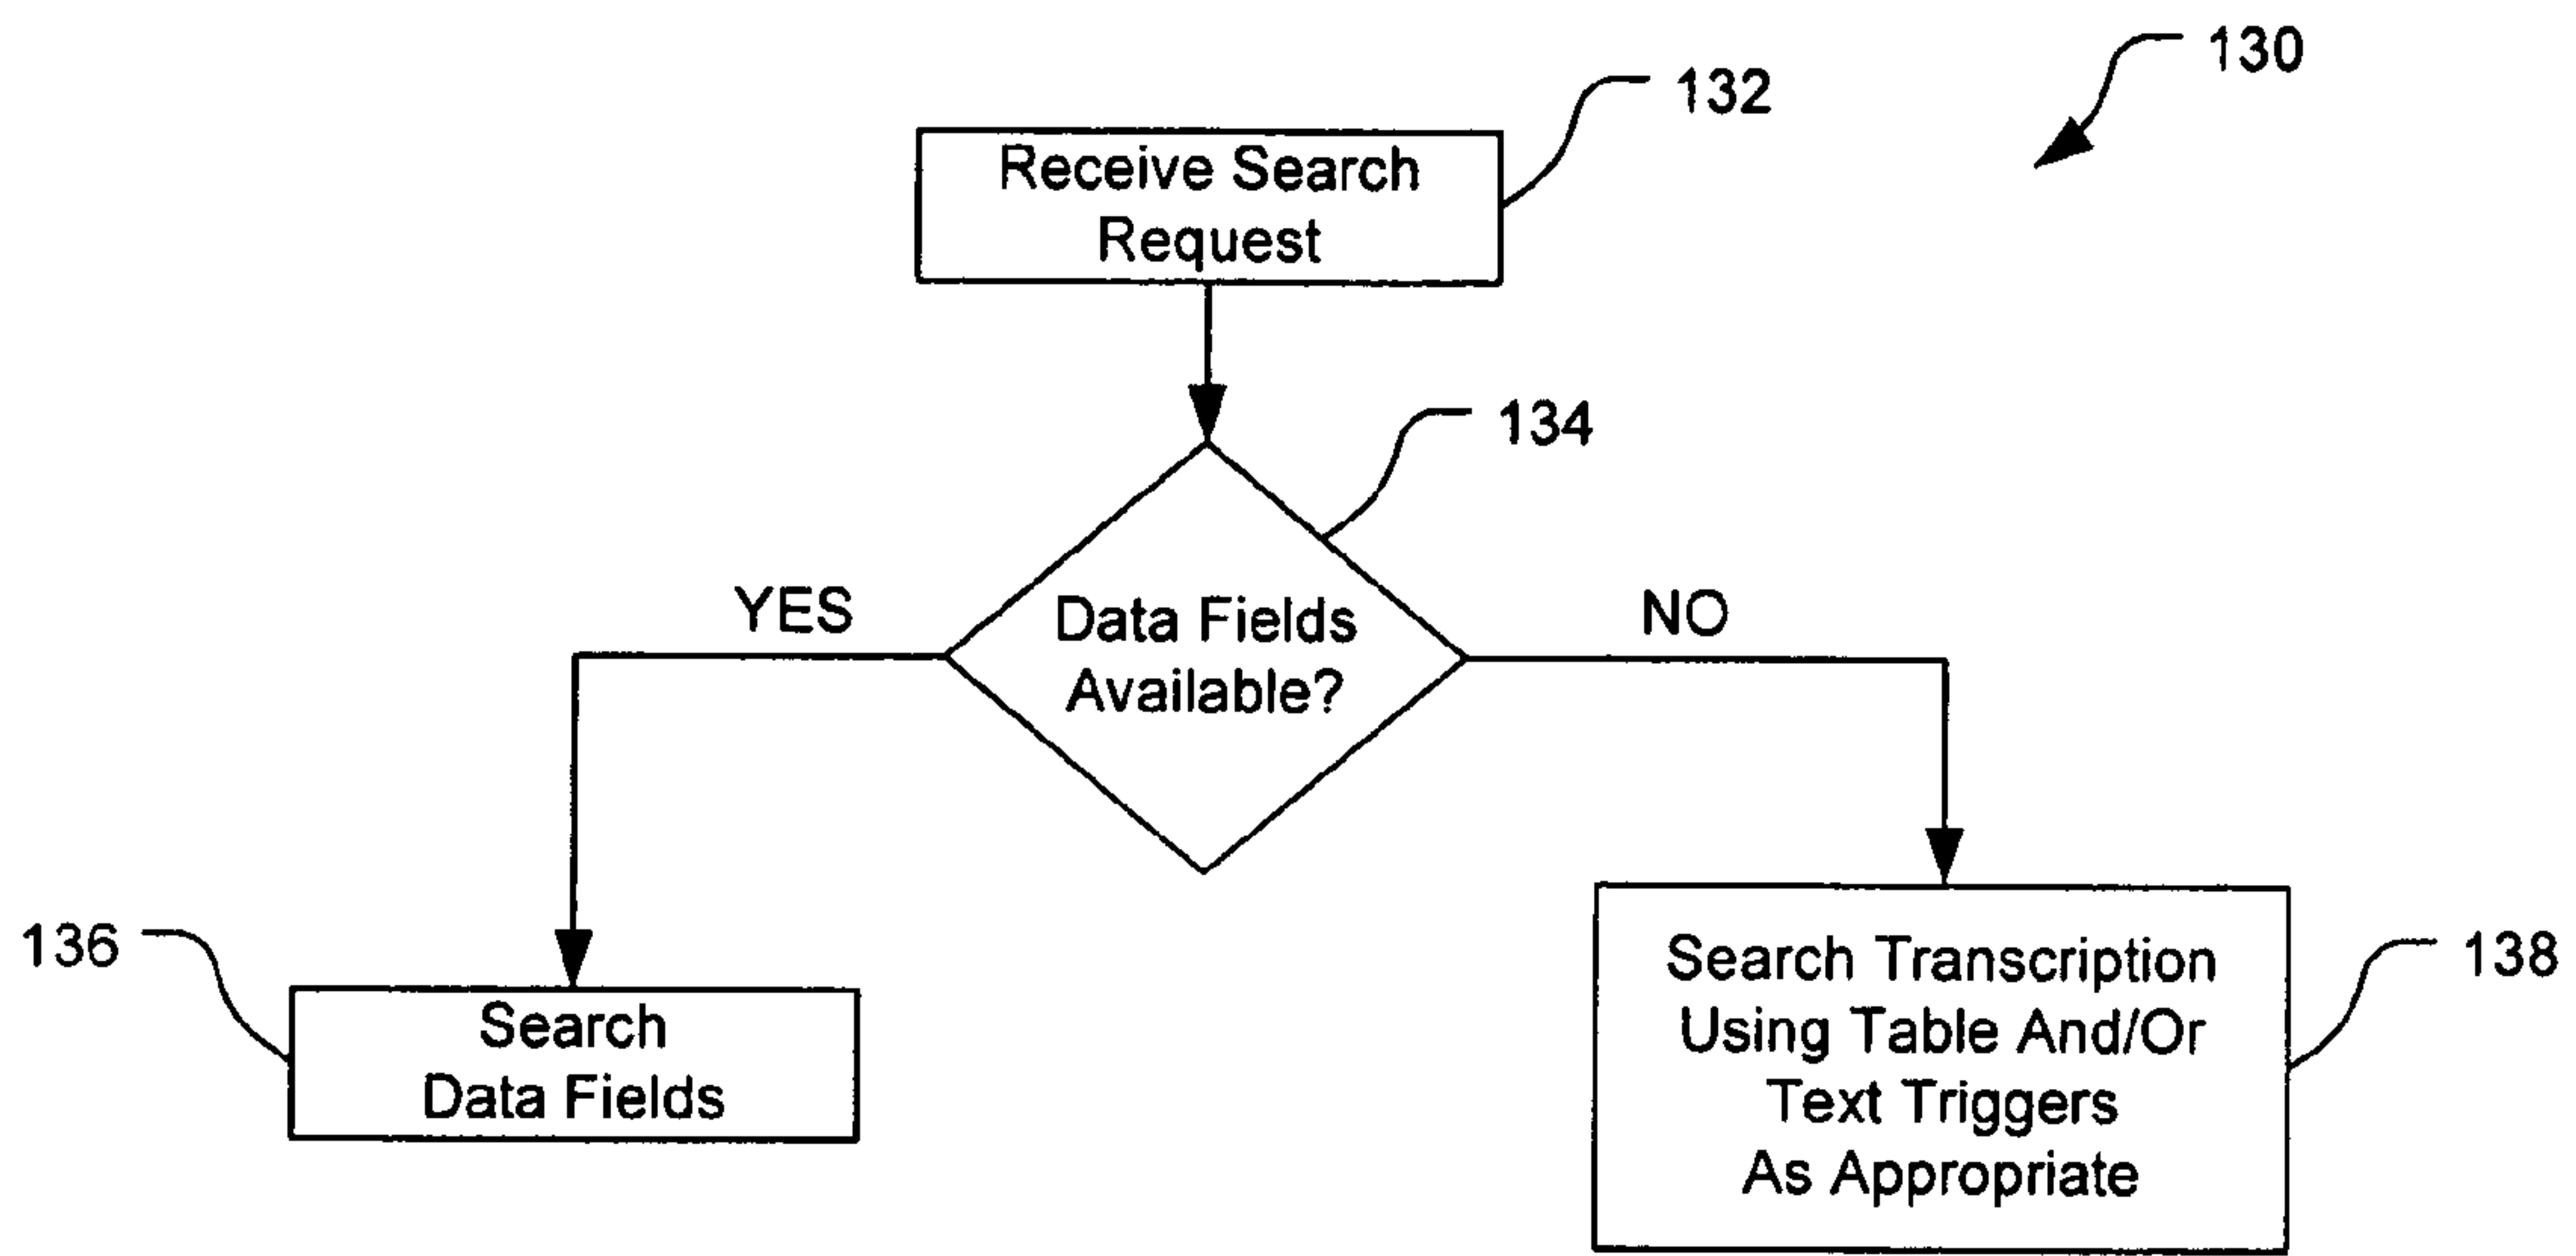 130
132
Receive Search
Request
134
YES
Data Fields
Available?
NO
136
Search
Data Fields
138
Search Transcription
Using Table And/Or
Text Triggers
As Appropriate